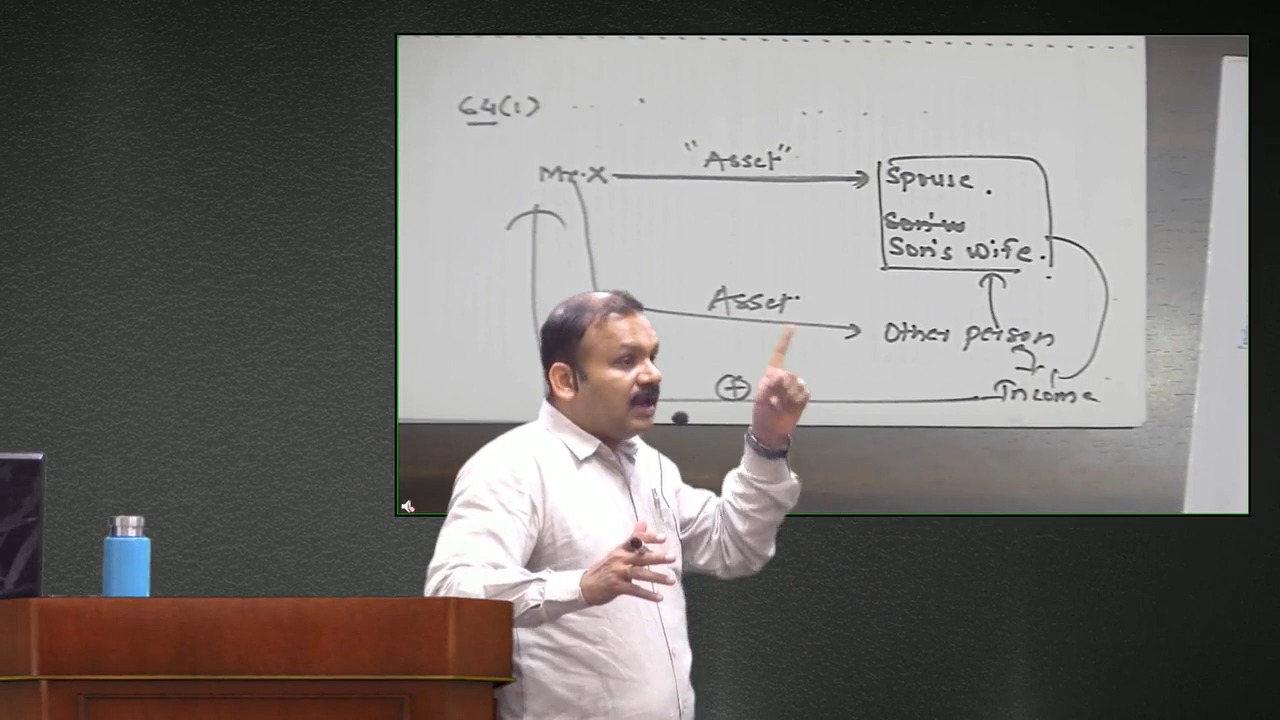 64(1)
"Asset"
Mr.X
Spouse.
Son's w
Son's wife.
Asset
Other person
+
Income